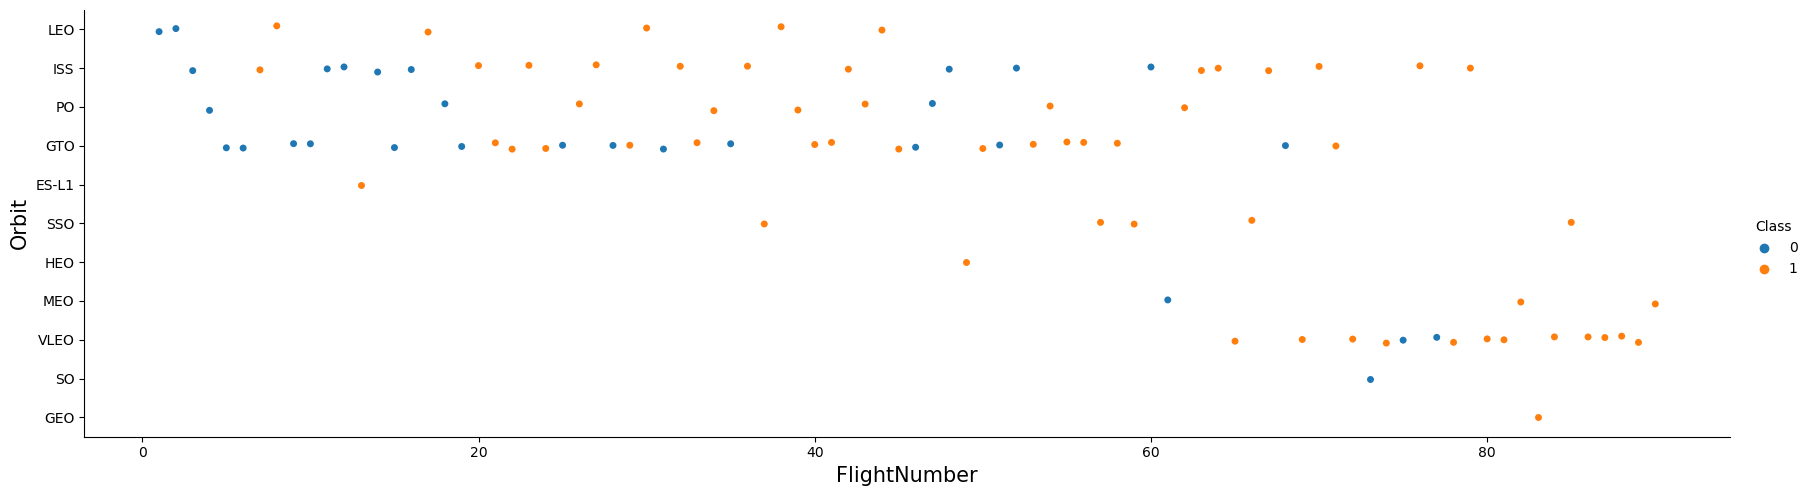 LEO
ISS
PO
GTO
ES-L1
SSO
HEO
MEO
VLEO
SO
GEO
Orbit
0 20 40 60 80
FlightNumber
Class
0
1